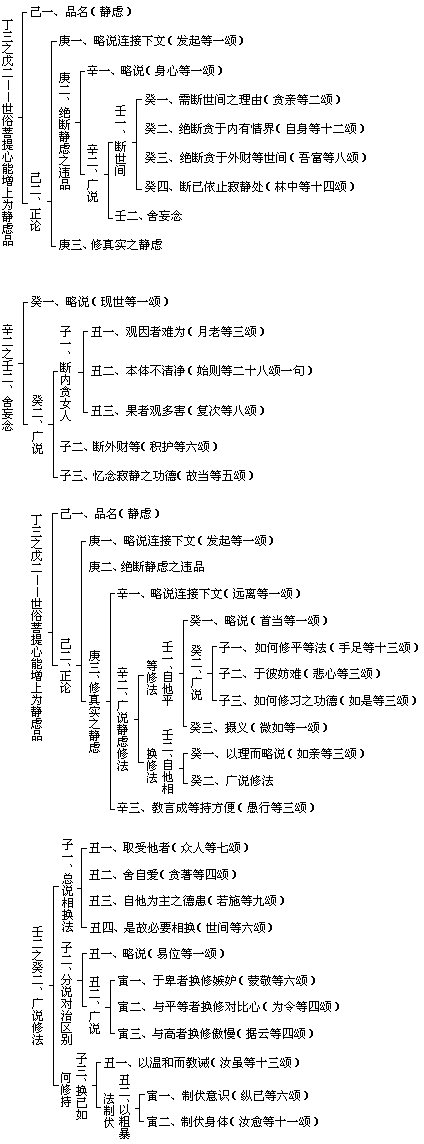 丁三之戊二——世俗菩提心能增上为静虑品
己一、品名(静虑)
己二、正论
庚一、略说连接下文(发起等一颂)
庚二、绝断静虑之违品
辛一、略说(身心等一颂)
辛二、广说
壬一、断世间
癸一、需断世间之理由(贪亲等二颂)
癸二、绝断贪于内有情界(自身等十二颂)
癸三、绝断贪于外财等世间(吾富等八颂)
癸四、断已依止寂静处(林中等十四颂)
壬二、舍妄念
庚三、修真实之静虑
辛二之壬二、舍妄念
癸一、略说(现世等一颂)
癸二、广说
子一、断内贪女人
丑一、观因者难为(月老等三颂)
丑二、本体不清净(始则等二十八颂一句)
丑三、果者观多害(复次等八颂)
子二、断外财等(积护等六颂)
子三、忆念寂静之功德(故当等五颂)
丁三之戊二——世俗菩提心能增上为静虑品
己一、品名(静虑)
己二、正论
庚一、略说连接下文(发起等一颂)
庚二、绝断静虑之违品
庚三、修真实之静虑
辛一、略说连接下文(远离等一颂)
辛二、广说静虑修法
壬一、自他平等修法
癸一、略说(首当等一颂)
癸二、广说
子一、如何修平等法(手足等十三颂)
子二、于彼妨难(悲心等三颂)
子三、如何修习之功德(如是等三颂)
癸三、摄义(微如等一颂)
壬二、自他相换修法
癸一、以理而略说(如亲等三颂)
癸二、广说修法
辛三、教言成等持方便(愚行等三颂)
壬二之癸二、广说修法
子一、总说相换法
丑一、取受他者(众人等七颂)
丑二、舍自爱(贪著等四颂)
丑三、自他为主之德患(若施等九颂)
丑四、是故必要相换(世间等六颂)
子二、分说对治区别
丑一、略说(易位等一颂)
丑二、广说
寅一、于卑者换修嫉妒(蒙敬等六颂)
寅二、与平等者换修对比心(为令等四颂)
寅三、与高者换修傲慢(据云等四颂)
子三、换已如何修持
丑一、以温和而教诫(汝虽等十三颂)
丑二、以粗暴法制伏
寅一、制伏意识(纵已等六颂)
寅二、制伏身体(汝愈等十一颂)